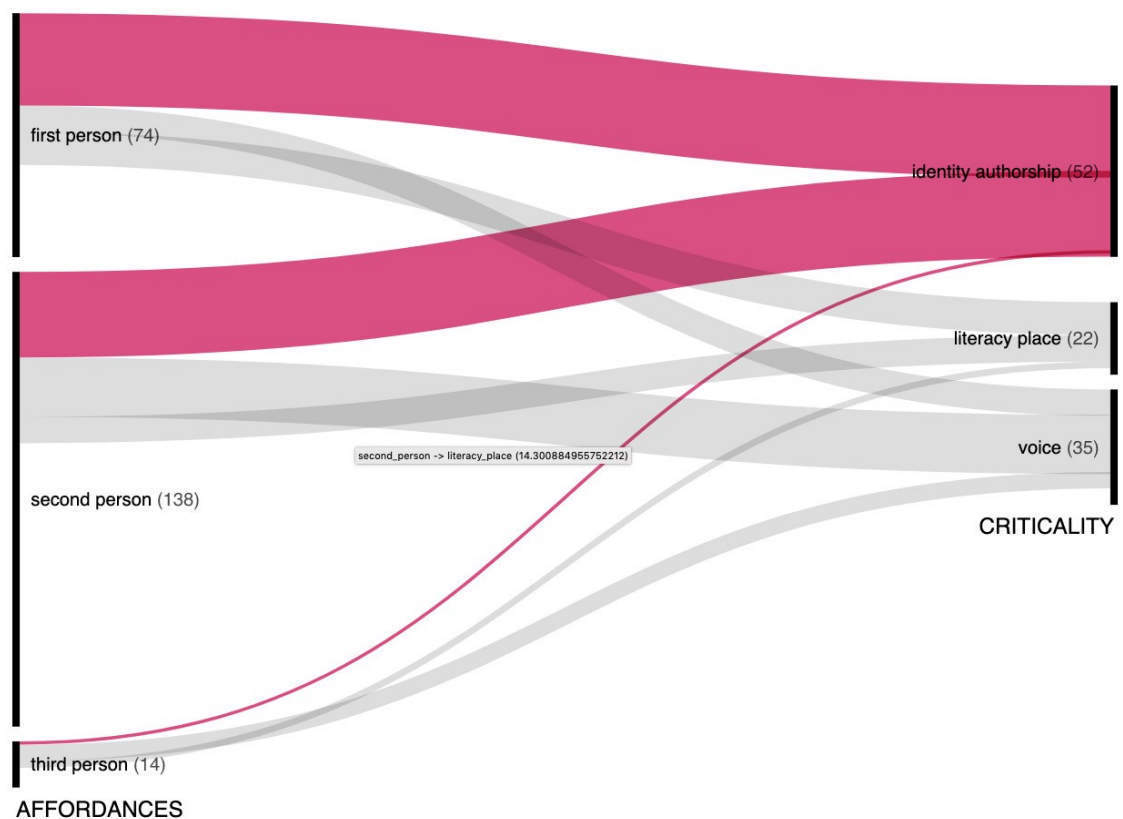 first person (74)
identity authorship (52)
literacy place (22)
voice (35)
second_person -> literacy_place (14.300884955752212)
second person (138)
CRITICALITY
third person (14)
AFFORDANCES